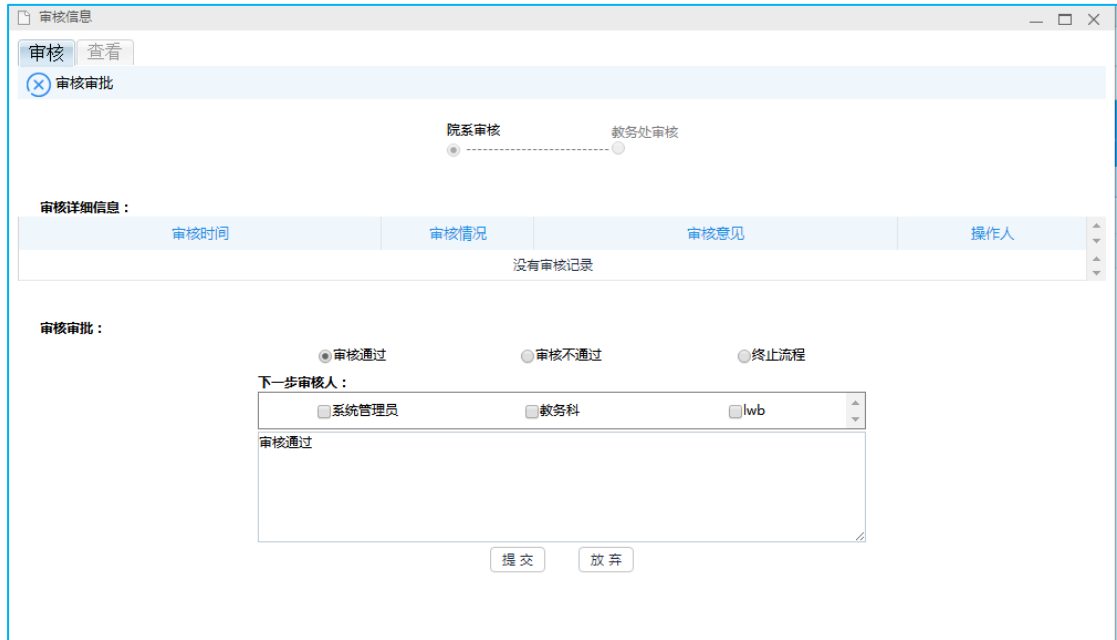 审核信息
审核 查看
审核审批
院系审核 教务处审核
审核详细信息：
审核时间 审核情况 审核意见 操作人
没有审核记录
审核审批：
审核通过 审核不通过 终止流程
下一步审核人：
系统管理员 教务科 lwb
审核通过
提 交 放 弃